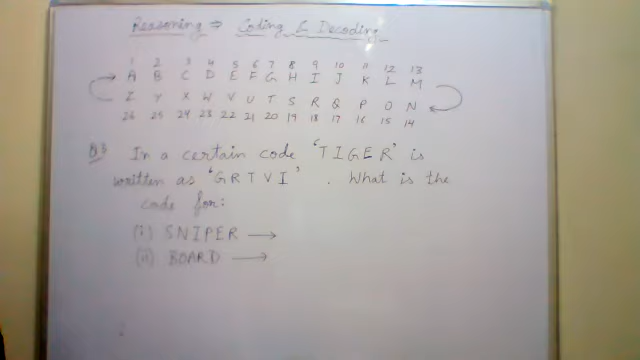 Reasoning ⇒ Coding & Decoding
1 2 3 4 5 6 7 8 9 10 11 12 13
A B C D E F G H I J K L M
Z Y X W V U T S R Q P O N
26 25 24 23 22 21 20 19 18 17 16 15 14
Q3 In a certain code 'TIGER' is
written as 'GRTVI'. What is the
code for:
(i) SNIPER →
(ii) BOARD →